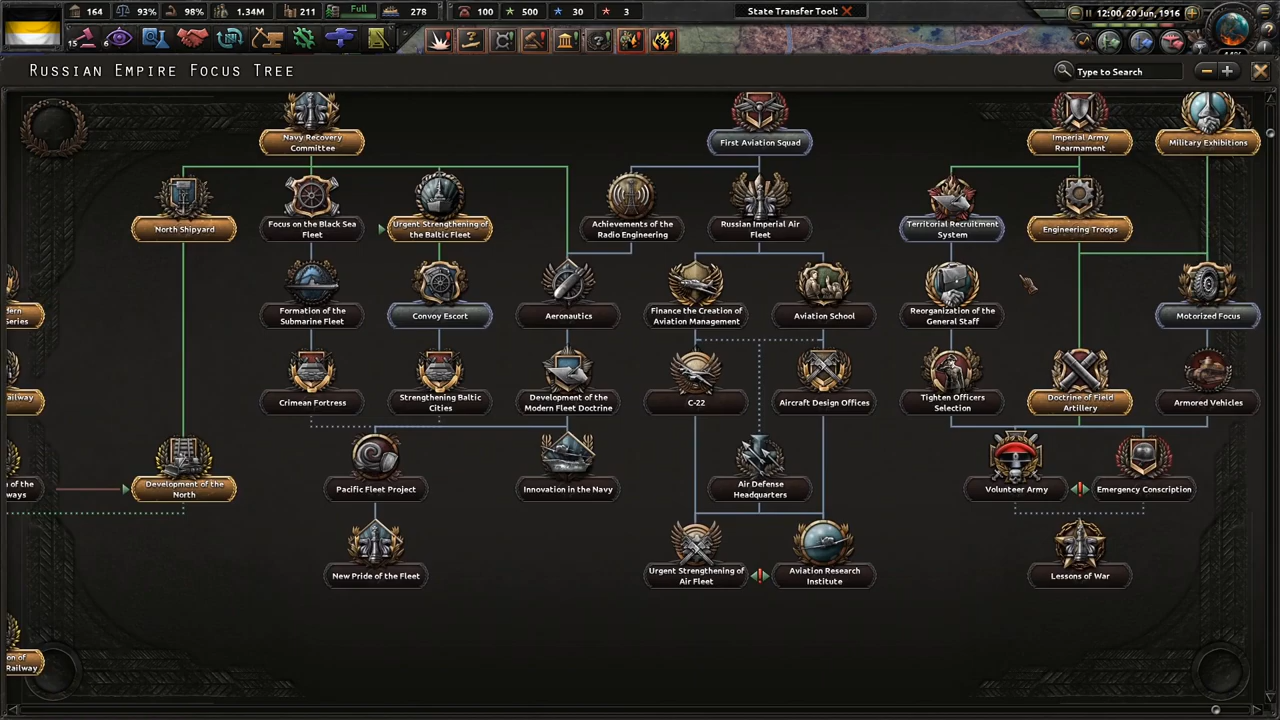 164 93% 98% 1.34M 211 Full 278 100 500 30 3 State Transfer Tool: 12:00, 20 Jun, 1916
15 6
RUSSIAN EMPIRE FOCUS TREE
Type to Search
Navy Recovery
Committee
First Aviation Squad
Imperial Army
Rearmament
Military Exhibitions
North Shipyard
Focus on the Black Sea
Fleet
Urgent Strengthening
of the Baltic Fleet
Achievements of the
Radio Engineering
Russian Imperial Air
Fleet
Territorial Recruitment
System
Engineering Troops
Series
Formation of the
Submarine Fleet
Convoy Escort
Aeronautics
Finance the Creation of
Aviation Management
Aviation School
Reorganization of the
General Staff
Motorized Focus
Crimean Fortress
Strengthening Baltic
Cities
Development of the
Modern Fleet Doctrine
C-22
Aircraft Design Offices
Tighten Officers
Selection
Doctrine of Field
Artillery
Armored Vehicles
of the
ways
Development of the
North
Pacific Fleet Project
Innovation in the Navy
Air Defense
Headquarters
Volunteer Army
Emergency Conscription
New Pride of the Fleet
Urgent Strengthening of
Air Fleet
Aviation Research
Institute
Lessons of War
on of
Railway